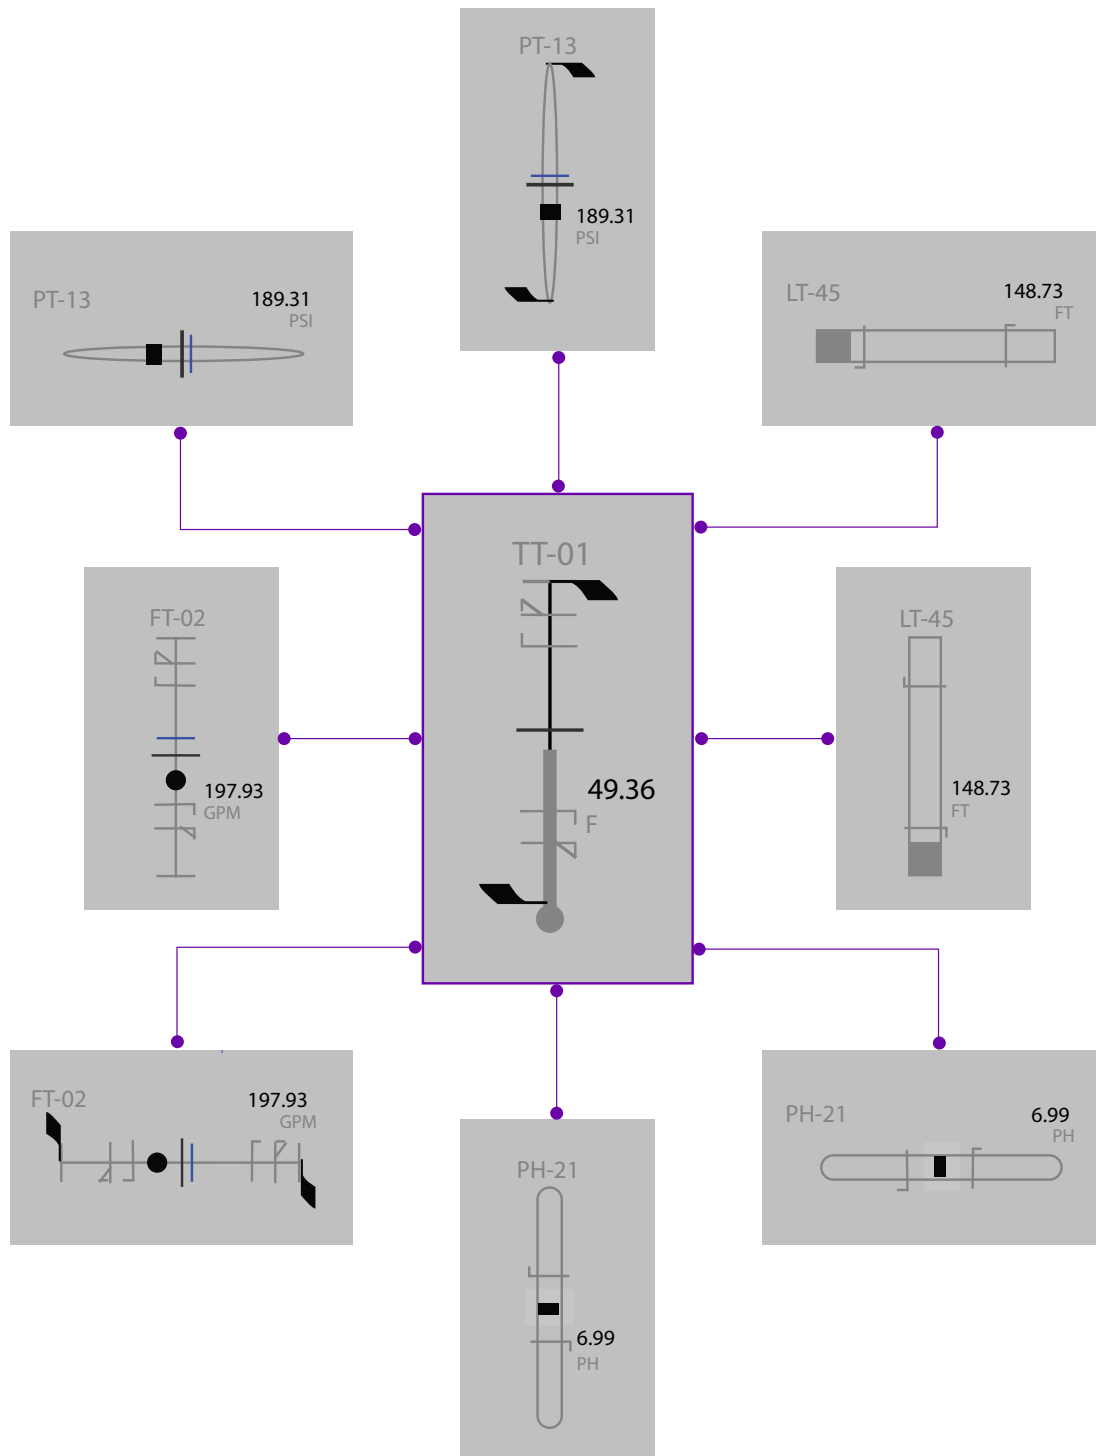 PT-13
189.31
PSI
PT-13
189.31
PSI
LT-45
148.73
FT
TT-01
49.36
F
FT-02
197.93
GPM
LT-45
148.73
FT
FT-02
197.93
GPM
PH-21
6.99
PH
PH-21
6.99
PH